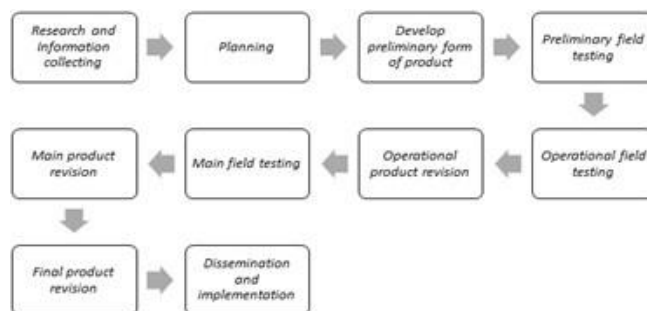 Research and
Information
collecting
Planning
Develop
preliminary form
of product
Preliminary field
testing
Main product
revision
Main field testing
Operational
product revision
Operational field
testing
Final product
revision
Dissemination
and
implementation